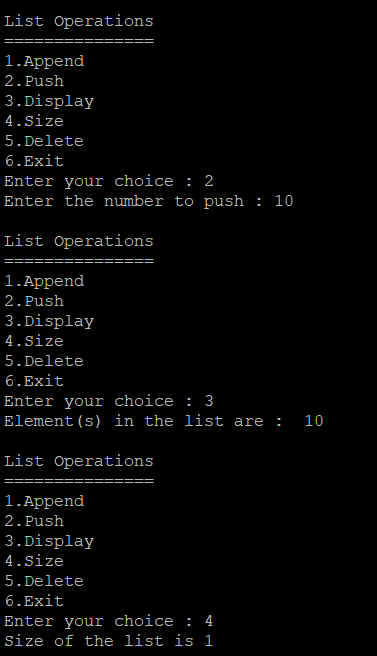 List Operations
===============
1.Append
2.Push
3.Display
4.Size
5.Delete
6.Exit
Enter your choice : 2
Enter the number to push : 10

List Operations
===============
1.Append
2.Push
3.Display
4.Size
5.Delete
6.Exit
Enter your choice : 3
Element(s) in the list are :  10

List Operations
===============
1.Append
2.Push
3.Display
4.Size
5.Delete
6.Exit
Enter your choice : 4
Size of the list is 1